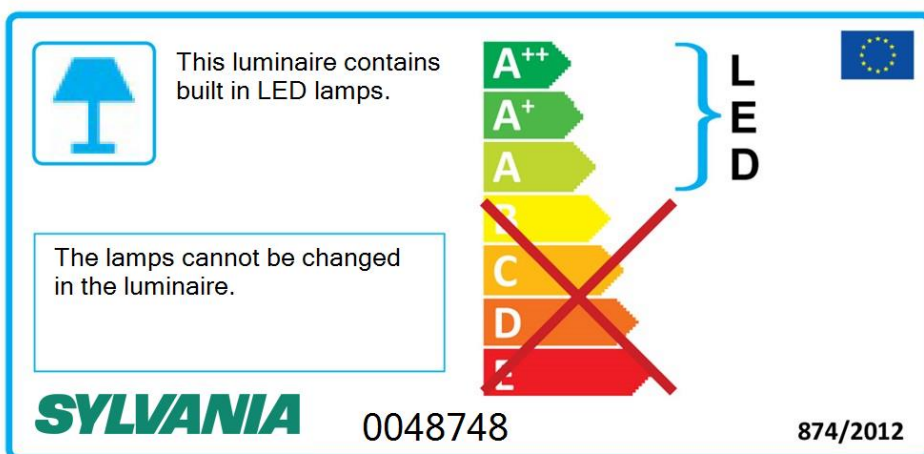 This luminaire contains
built in LED lamps.
A++
A+
A
B
C
D
E
L
E
D
The lamps cannot be changed
in the luminaire.
SYLVANIA
0048748
874/2012